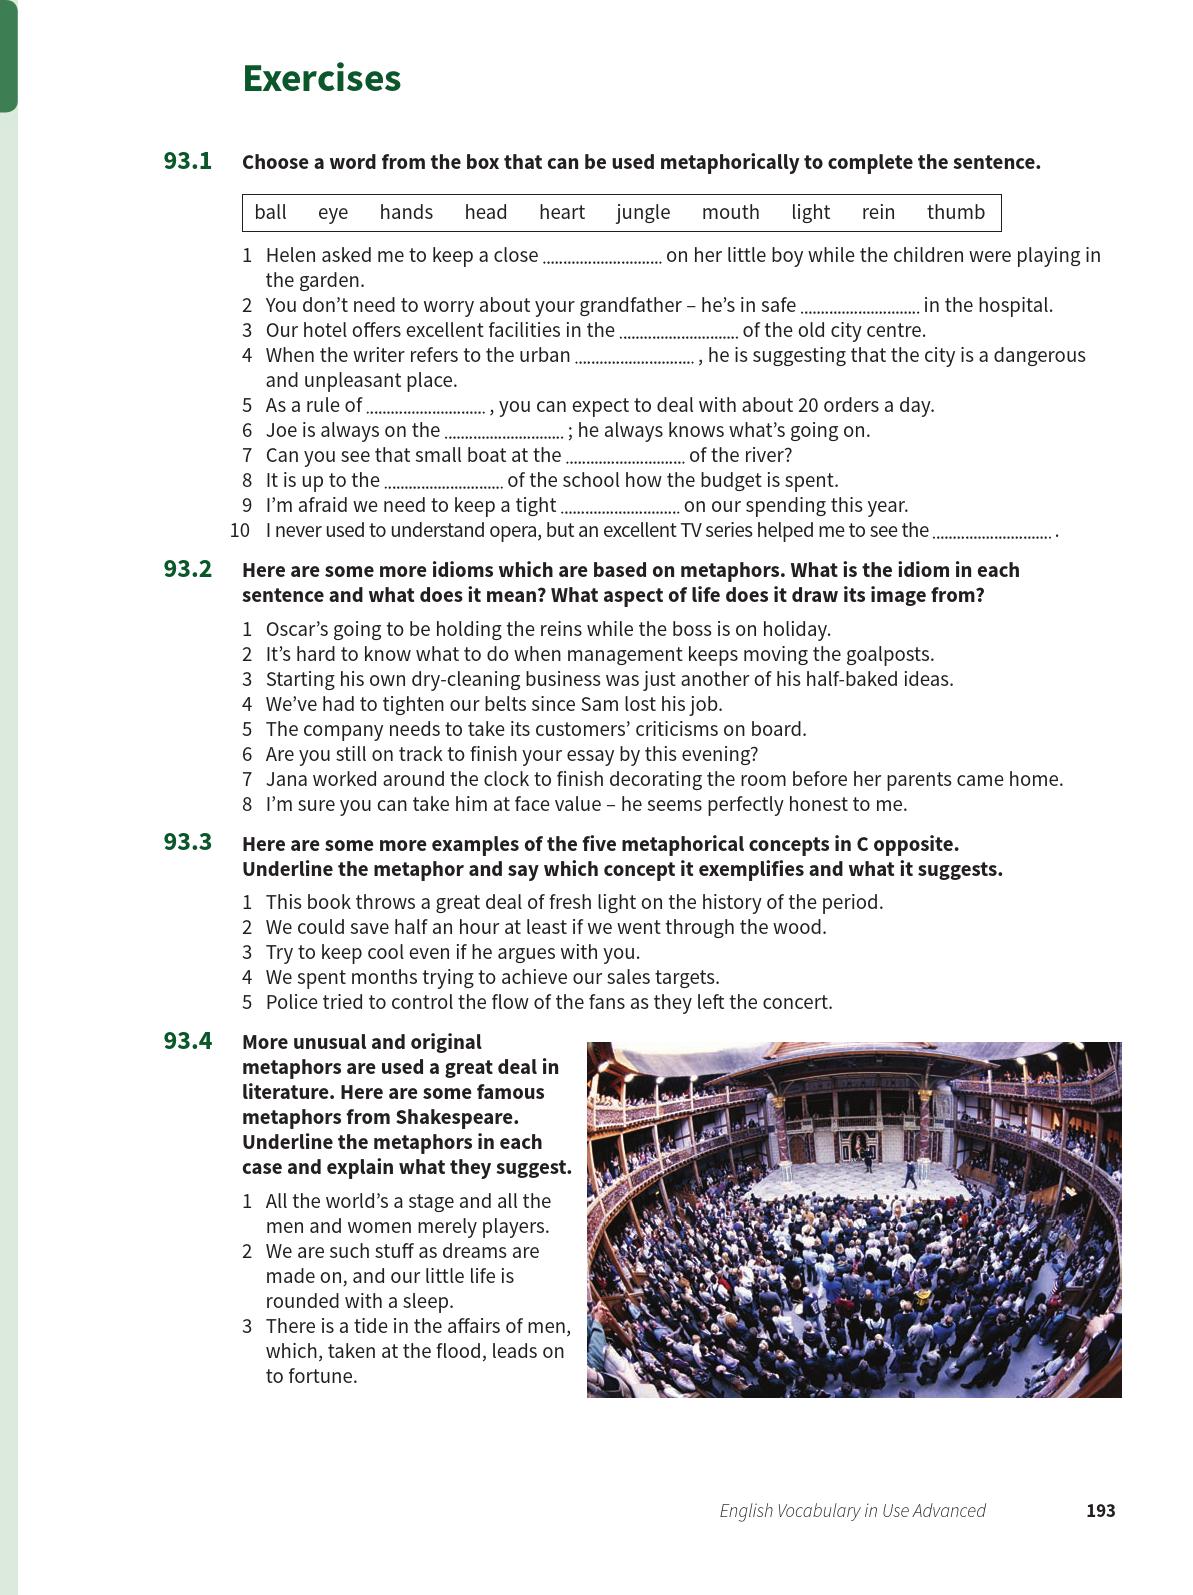 Exercises
93.1 Choose a word from the box that can be used metaphorically to complete the sentence.
ball eye hands head heart jungle mouth light rein thumb
1 Helen asked me to keep a close .............................. on her little boy while the children were playing in
the garden.
2 You don’t need to worry about your grandfather – he’s in safe .............................. in the hospital.
3 Our hotel offers excellent facilities in the .............................. of the old city centre.
4 When the writer refers to the urban .............................. , he is suggesting that the city is a dangerous
and unpleasant place.
5 As a rule of .............................. , you can expect to deal with about 20 orders a day.
6 Joe is always on the .............................. ; he always knows what’s going on.
7 Can you see that small boat at the .............................. of the river?
8 It is up to the .............................. of the school how the budget is spent.
9 I’m afraid we need to keep a tight .............................. on our spending this year.
10 I never used to understand opera, but an excellent TV series helped me to see the .............................. .
93.2 Here are some more idioms which are based on metaphors. What is the idiom in each
sentence and what does it mean? What aspect of life does it draw its image from?
1 Oscar’s going to be holding the reins while the boss is on holiday.
2 It’s hard to know what to do when management keeps moving the goalposts.
3 Starting his own dry-cleaning business was just another of his half-baked ideas.
4 We’ve had to tighten our belts since Sam lost his job.
5 The company needs to take its customers’ criticisms on board.
6 Are you still on track to finish your essay by this evening?
7 Jana worked around the clock to finish decorating the room before her parents came home.
8 I’m sure you can take him at face value – he seems perfectly honest to me.
93.3 Here are some more examples of the five metaphorical concepts in C opposite.
Underline the metaphor and say which concept it exemplifies and what it suggests.
1 This book throws a great deal of fresh light on the history of the period.
2 We could save half an hour at least if we went through the wood.
3 Try to keep cool even if he argues with you.
4 We spent months trying to achieve our sales targets.
5 Police tried to control the flow of the fans as they left the concert.
93.4 More unusual and original
metaphors are used a great deal in
literature. Here are some famous
metaphors from Shakespeare.
Underline the metaphors in each
case and explain what they suggest.
1 All the world’s a stage and all the
men and women merely players.
2 We are such stuff as dreams are
made on, and our little life is
rounded with a sleep.
3 There is a tide in the affairs of men,
which, taken at the flood, leads on
to fortune.
English Vocabulary in Use Advanced 193